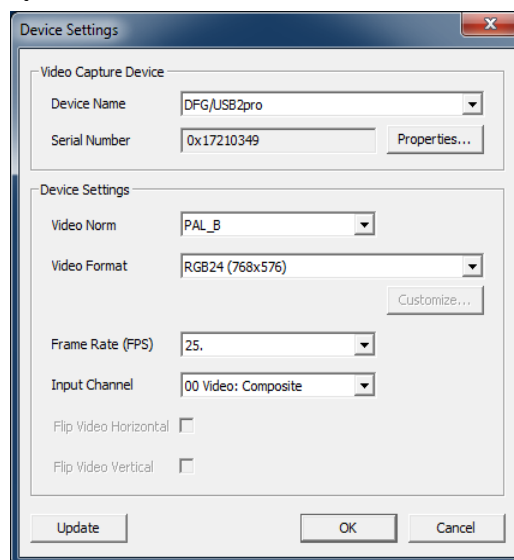 Device Settings
Video Capture Device
Device Name DFG/USB2pro
Serial Number 0x17210349 Properties...
Device Settings
Video Norm PAL_B
Video Format RGB24 (768x576)
Customize...
Frame Rate (FPS) 25.
Input Channel 00 Video: Composite
Flip Video Horizontal
Flip Video Vertical
Update OK Cancel